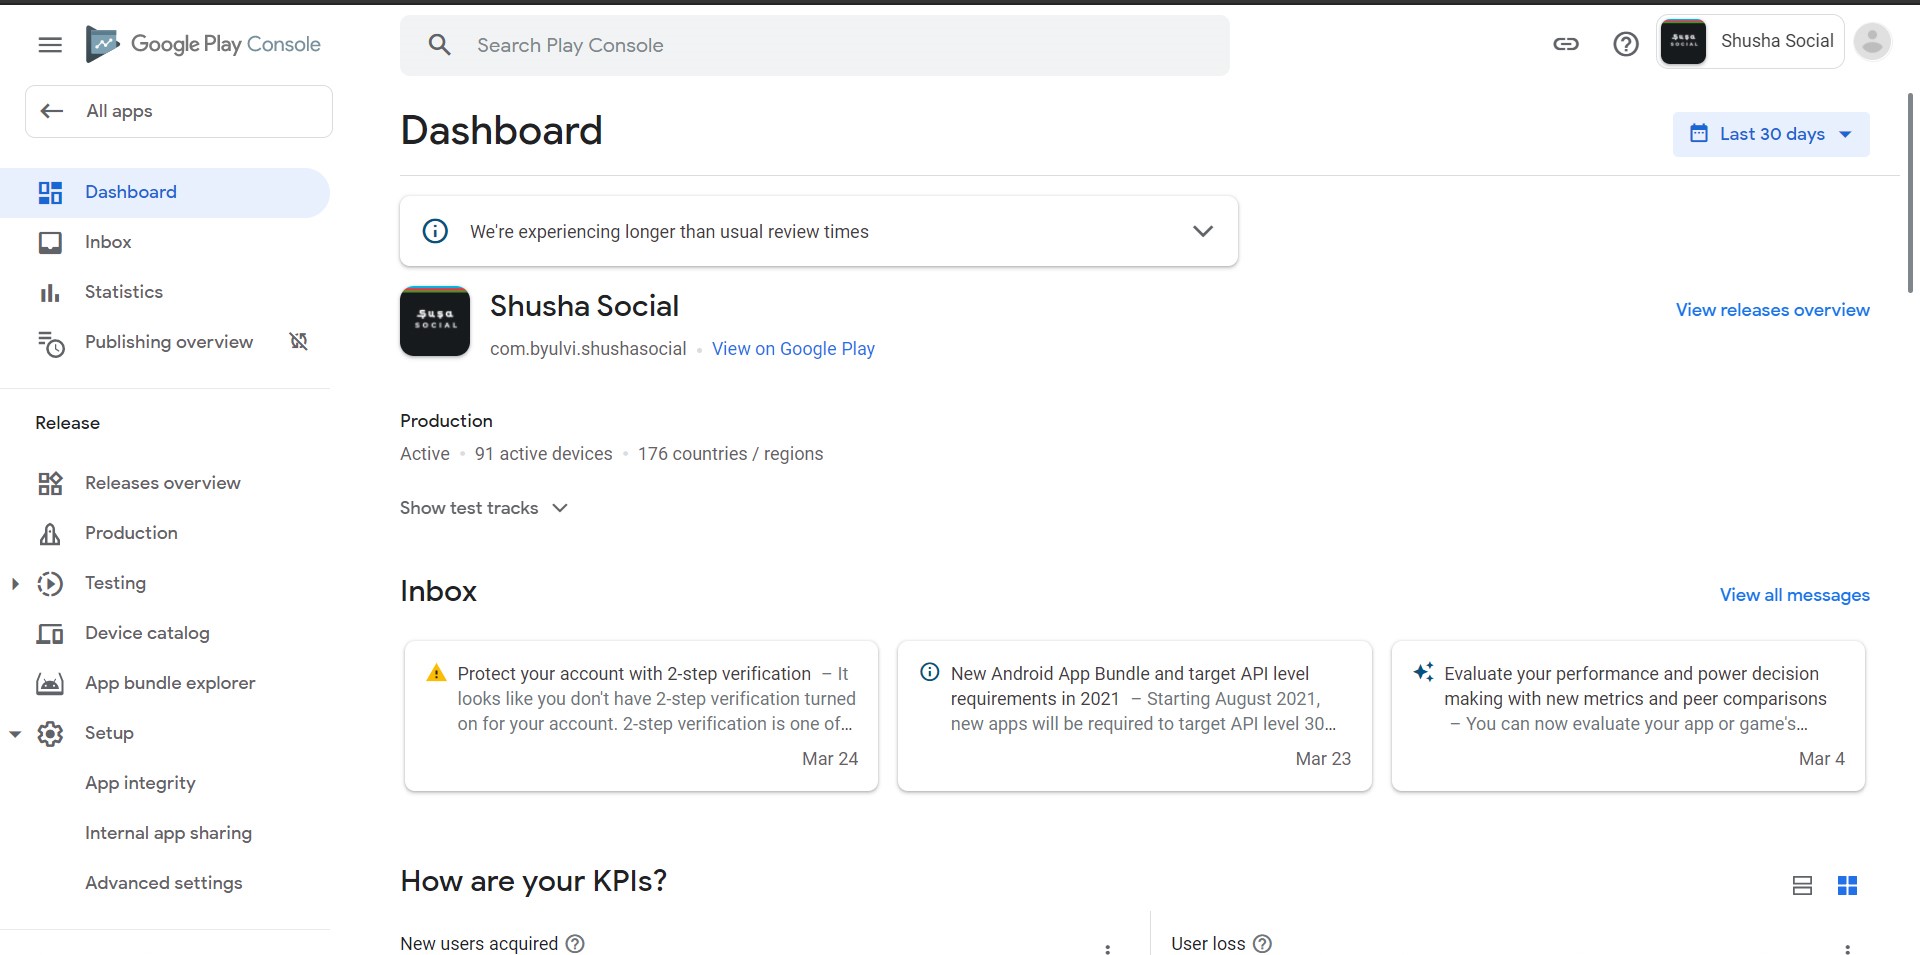 Google Play Console
Search Play Console
Shusha Social
All apps
Dashboard
Inbox
Statistics
Publishing overview
Release
Releases overview
Production
Testing
Device catalog
App bundle explorer
Setup
App integrity
Internal app sharing
Advanced settings
Dashboard
Last 30 days
We're experiencing longer than usual review times
Shusha Social
com.byulvi.shushasocial • View on Google Play
View releases overview
Production
Active • 91 active devices • 176 countries / regions
Show test tracks
Inbox
View all messages
Protect your account with 2-step verification – It
looks like you don't have 2-step verification turned
on for your account. 2-step verification is one of...
Mar 24
New Android App Bundle and target API level
requirements in 2021 – Starting August 2021,
new apps will be required to target API level 30...
Mar 23
Evaluate your performance and power decision
making with new metrics and peer comparisons
– You can now evaluate your app or game's...
Mar 4
How are your KPIs?
New users acquired
User loss